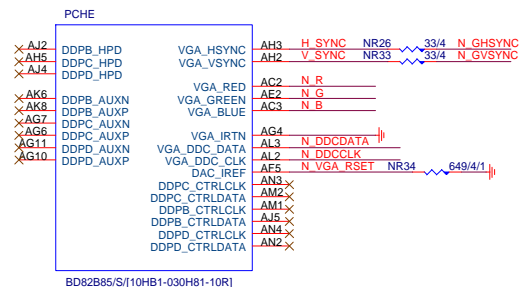 PCHE
AJ2 DDPB_HPD VGA_HSYNC AH3 H_SYNC NR26 33/4 N_GHSYNC
AH5 DDPC_HPD VGA_VSYNC AH2 V_SYNC NR33 33/4 N_GVSYNC
AJ4 DDPD_HPD
VGA_RED AC2 N_R
AK6 DDPB_AUXN VGA_GREEN AE2 N_G
AK8 DDPB_AUXP VGA_BLUE AC3 N_B
AG7 DDPC_AUXN
AG6 DDPC_AUXP VGA_IRTN AG4
AG11 DDPD_AUXN VGA_DDC_DATA AL3 N_DDCDATA
AG10 DDPD_AUXP VGA_DDC_CLK AL2 N_DDCCLK
DAC_IREF AF5 N_VGA_RSET NR34 649/4/1
DDPC_CTRLCLK AN3
DDPC_CTRLDATA AM2
DDPB_CTRLCLK AM1
DDPB_CTRLDATA AJ5
DDPD_CTRLCLK AN4
DDPD_CTRLDATA AN2
BD82B85/S/[10HB1-030H81-10R]